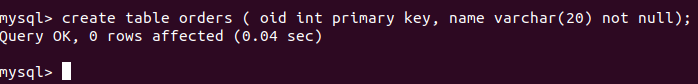 mysql> create table orders ( oid int primary key, name varchar(20) not null);
Query OK, 0 rows affected (0.04 sec)
mysql>